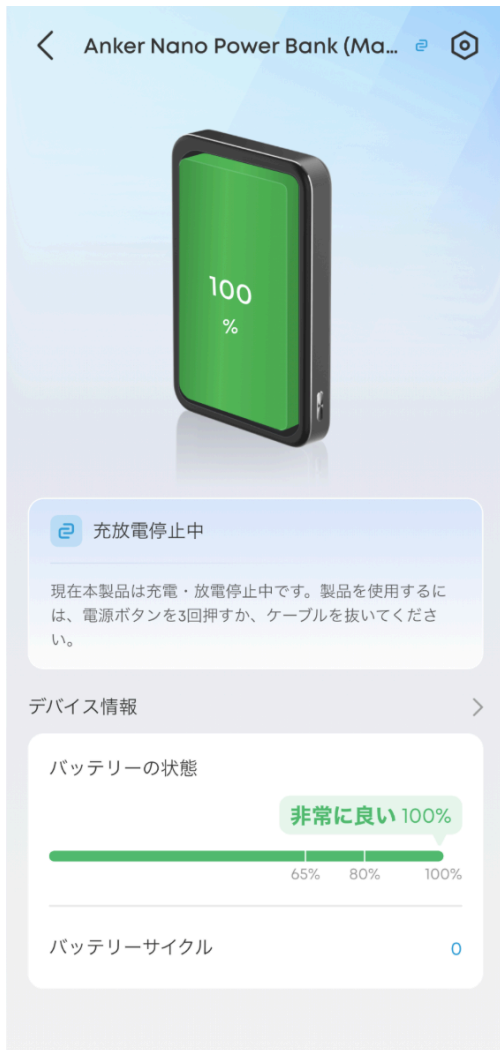 Anker Nano Power Bank (Ma...
100
%
充放電停止中
現在本製品は充電・放電停止中です。製品を使用するに
は、電源ボタンを3回押すか、ケーブルを抜いてくださ
い。
デバイス情報
バッテリーの状態
非常に良い 100%
65% 80% 100%
バッテリーサイクル 0